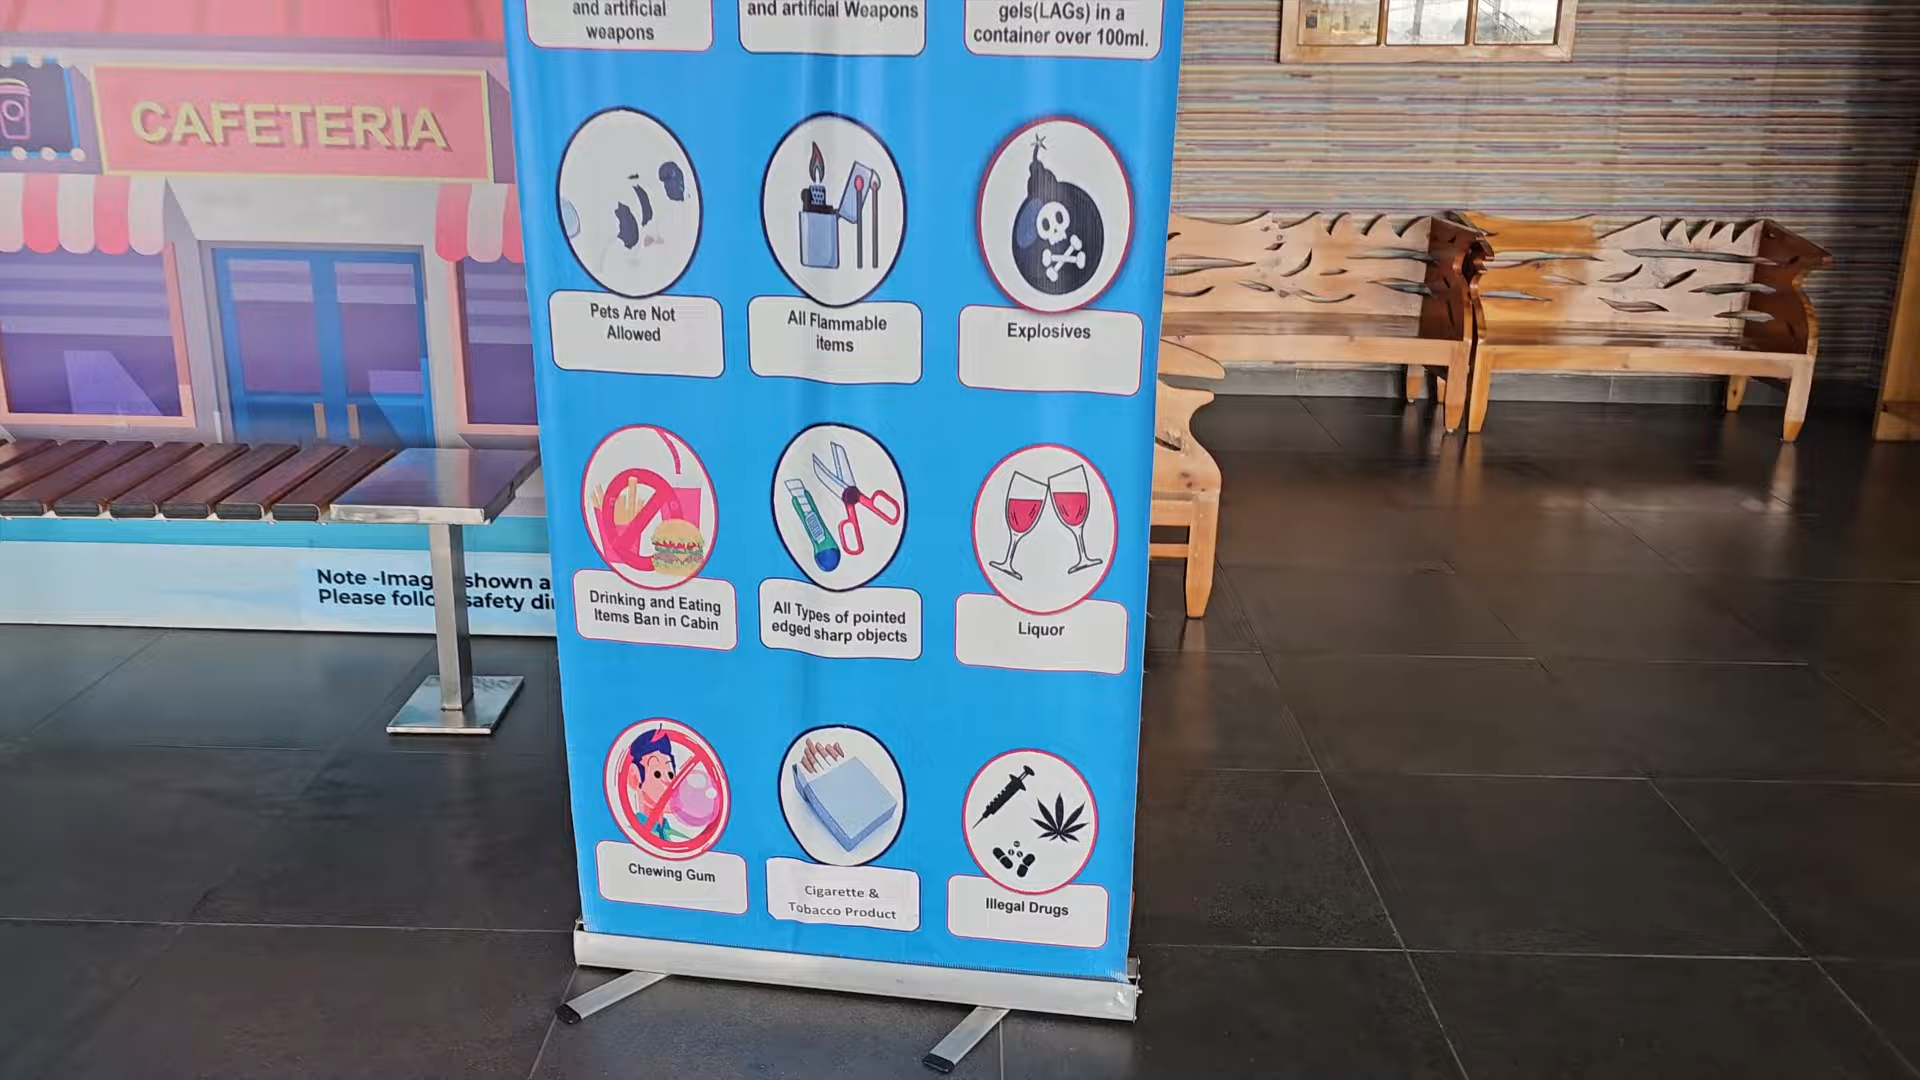 and artificial
weapons
and artificial Weapons
gels(LAGs) in a
container over 100ml.
CAFETERIA
Pets Are Not
Allowed
All Flammable
items
Explosives
Drinking and Eating
Items Ban in Cabin
All Types of pointed
edged sharp objects
Liquor
Note -Imag shown a
Please follo safety di
Chewing Gum
Cigarette &
Tobacco Product
Illegal Drugs